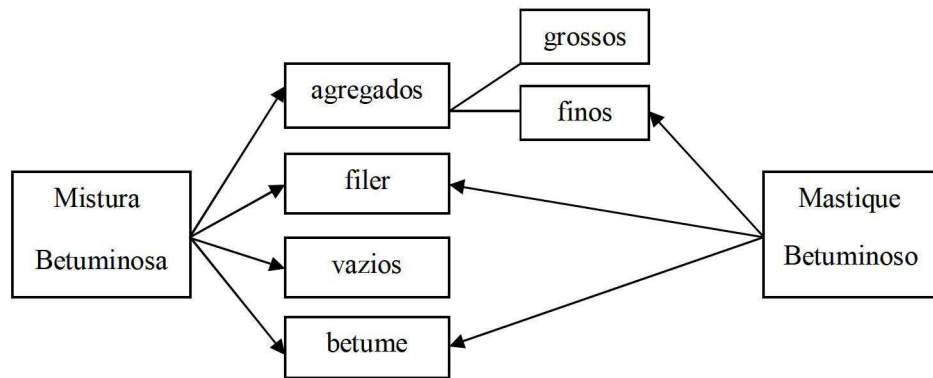 grossos
agregados
finos
filer
Mistura
Betuminosa
Mastique
Betuminoso
vazios
betume